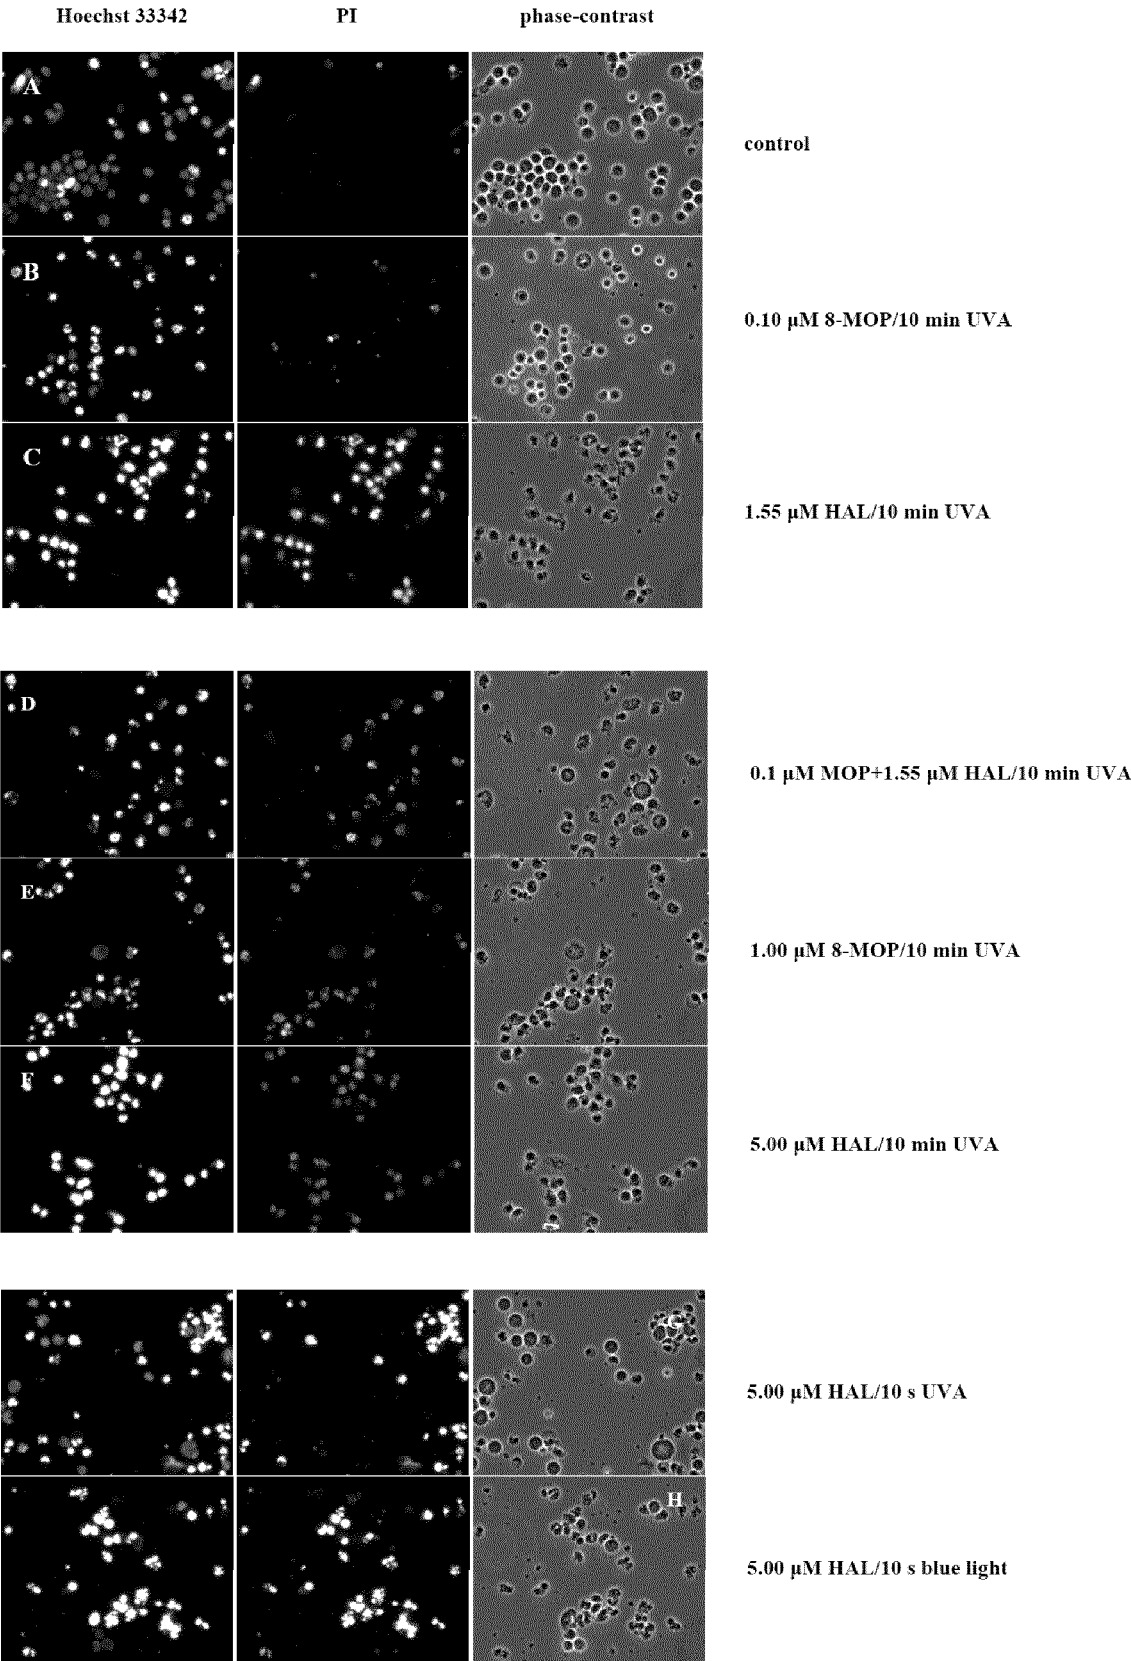 Hoechst 33342 PI phase-contrast
A
control
B
0.10 µM 8-MOP/10 min UVA
C
1.55 µM HAL/10 min UVA
D
0.1 µM MOP+1.55 µM HAL/10 min UVA
E
1.00 µM 8-MOP/10 min UVA
F
5.00 µM HAL/10 min UVA
G
5.00 µM HAL/10 s UVA
H
5.00 µM HAL/10 s blue light